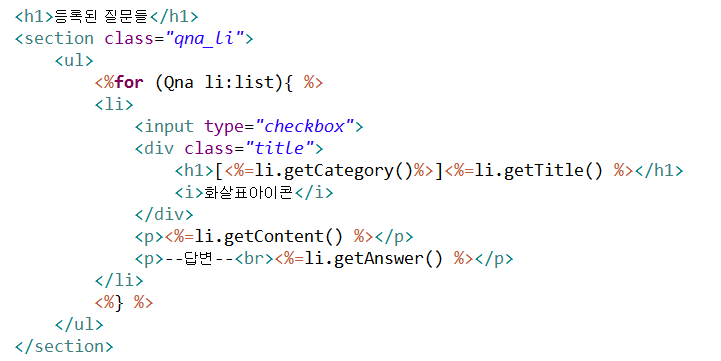 <h1>등록된 질문들</h1>
<section class="qna_li">
<ul>
<%for (Qna li:list){ %>
<li>
<input type="checkbox">
<div class="title">
<h1>[<%=li.getCategory()%>]<%=li.getTitle() %></h1>
<i>화살표아이콘</i>
</div>
<p><%=li.getContent() %></p>
<p>--답변--<br><%=li.getAnswer() %></p>
</li>
<%} %>
</ul>
</section>